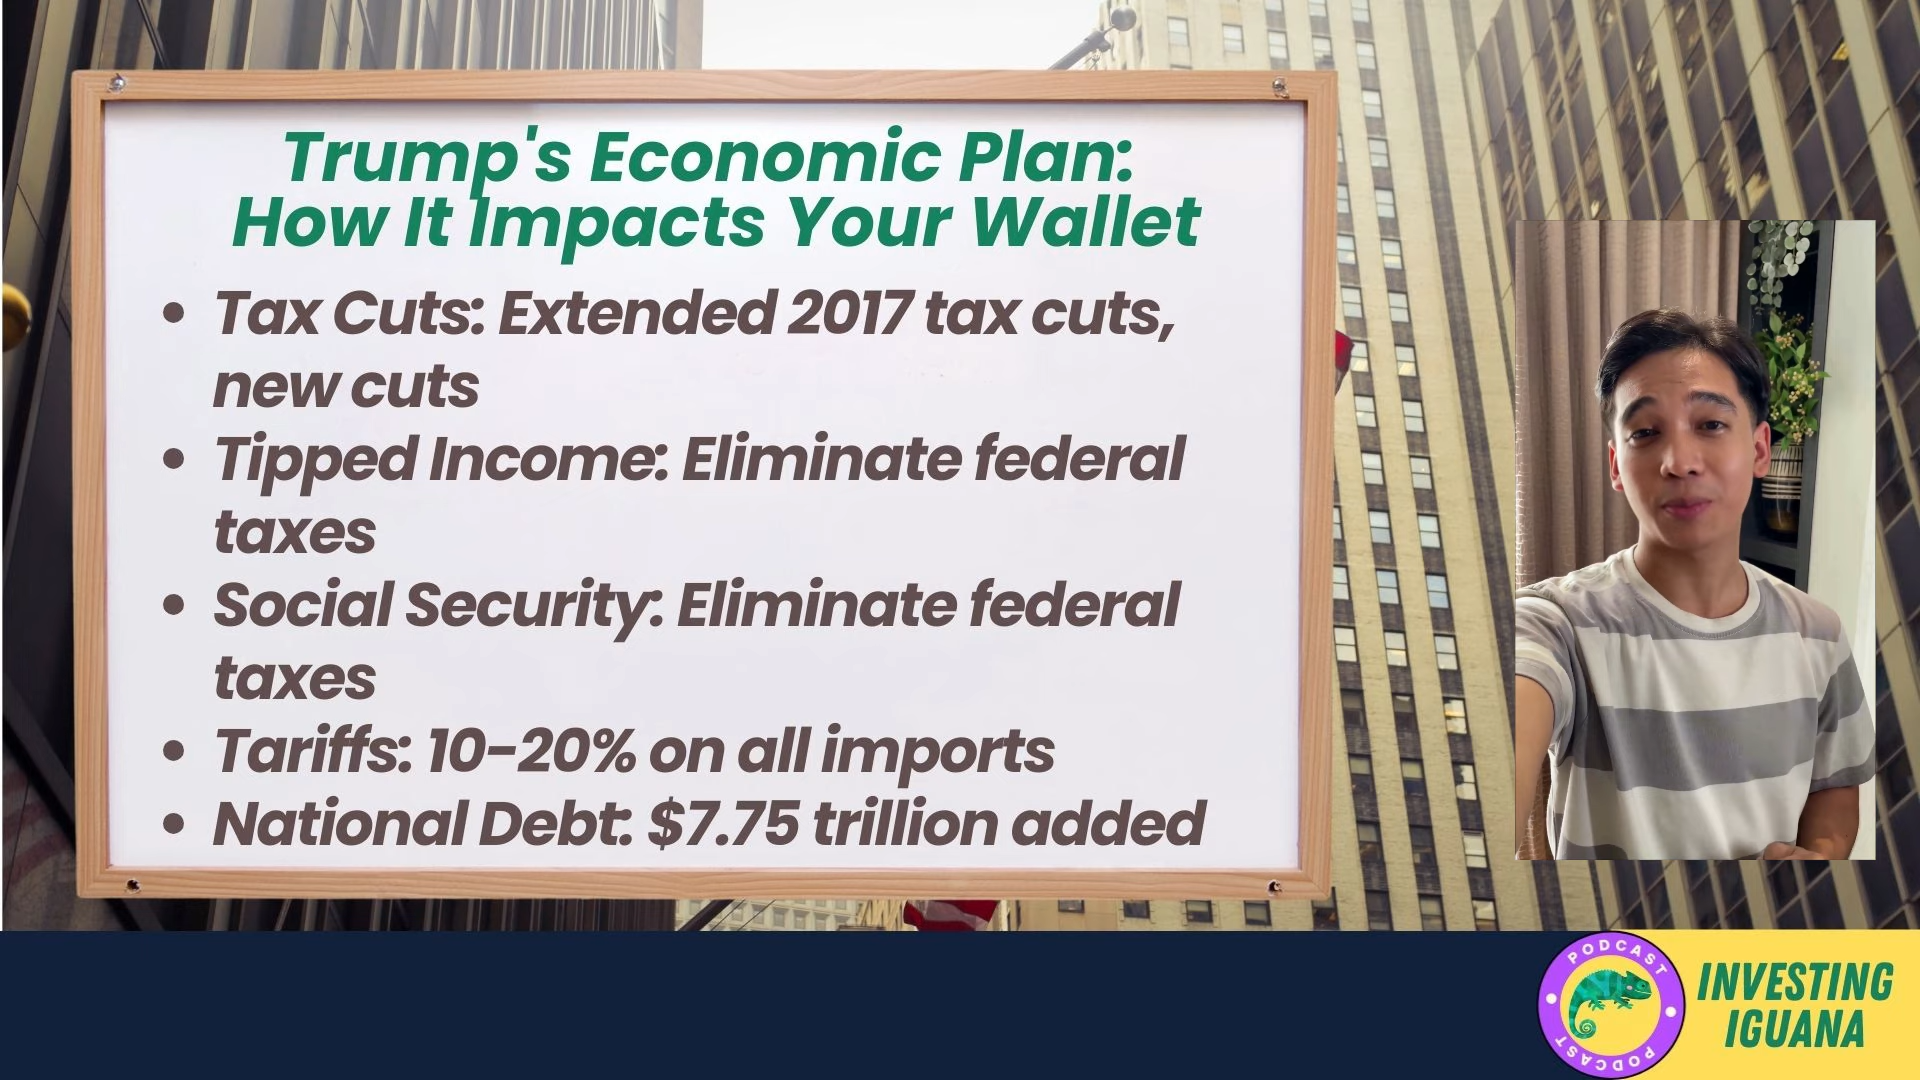 Trump's Economic Plan:
How It Impacts Your Wallet
• Tax Cuts: Extended 2017 tax cuts,
new cuts
• Tipped Income: Eliminate federal
taxes
• Social Security: Eliminate federal
taxes
• Tariffs: 10-20% on all imports
• National Debt: $7.75 trillion added
PODCAST
PODCAST
INVESTING
IGUANA